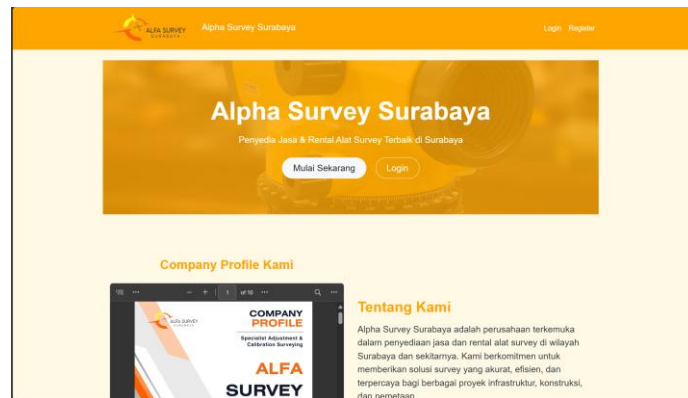 ALFA SURVEY
SURABAYA
Alpha Survey Surabaya
Login Register
Alpha Survey Surabaya
Penyedia Jasa & Rental Alat Survey Terbaik di Surabaya
Mulai Sekarang
Login
Company Profile Kami
1 of 16
ALFA SURVEY
SURABAYA
COMPANY
PROFILE
Specialist Adjustment &
Calibration Surveying
ALFA
SURVEY
Tentang Kami
Alpha Survey Surabaya adalah perusahaan terkemuka
dalam penyediaan jasa dan rental alat survey di wilayah
Surabaya dan sekitarnya. Kami berkomitmen untuk
memberikan solusi survey yang akurat, efisien, dan
terpercaya bagi berbagai proyek infrastruktur, konstruksi,
dan pemetaan.